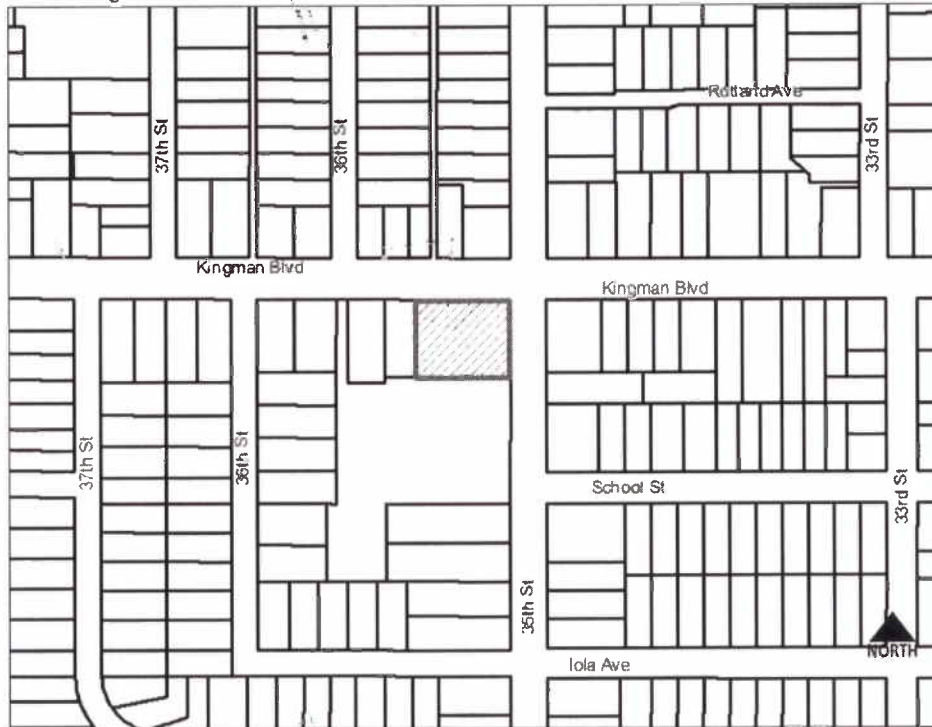 Rutland Ave
37th St
36th St
33rd St
Kingman Blvd
Kingman Blvd
37th St
36th St
School St
33rd St
35th St
NORTH
Iola Ave